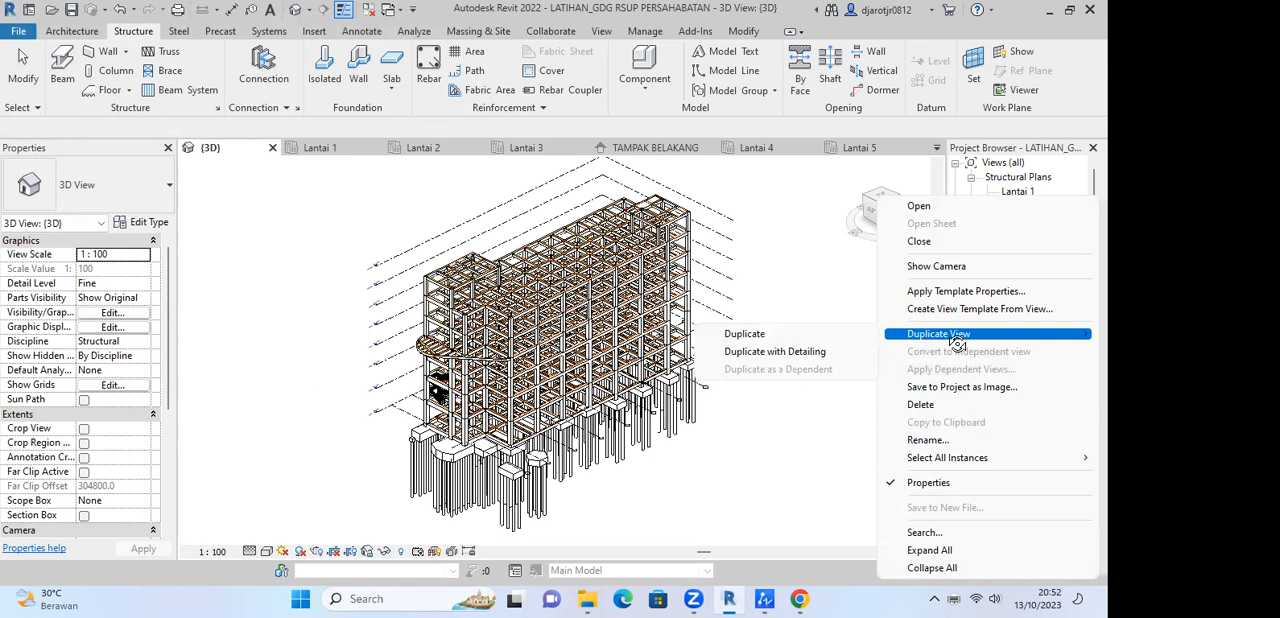 Autodesk Revit 2022 - LATIHAN_GDG RSUP PERSAHABATAN - 3D View: {3D}
djarotjr0812
File
Architecture
Structure
Steel
Precast
Systems
Insert
Annotate
Analyze
Massing & Site
Collaborate
View
Manage
Add-Ins
Modify
Modify
Select
Beam
Wall
Column
Floor
Truss
Brace
Beam System
Structure
Connection
Connection
Isolated
Wall
Slab
Foundation
Rebar
Area
Path
Fabric Area
Fabric Sheet
Cover
Rebar Coupler
Reinforcement
Component
Model Text
Model Line
Model Group
Model
By
Face
Shaft
Wall
Vertical
Dormer
Opening
Level
Grid
Datum
Set
Show
Ref Plane
Viewer
Work Plane
Properties
{3D}
Lantai 1
Lantai 2
Lantai 3
TAMPAK BELAKANG
Lantai 4
Lantai 5
Project Browser - LATIHAN_G...
Views (all)
Structural Plans
Lantai 1
3D View
3D View: {3D}
Edit Type
Graphics
View Scale 1 : 100
Scale Value 1: 100
Detail Level Fine
Parts Visibility Show Original
Visibility/Grap... Edit...
Graphic Displ... Edit...
Discipline Structural
Show Hidden ... By Discipline
Default Analy... None
Show Grids Edit...
Sun Path
Extents
Crop View
Crop Region ...
Annotation Cr...
Far Clip Active
Far Clip Offset 304800.0
Scope Box None
Section Box
Camera
Properties help
Apply
Open
Open Sheet
Close
Show Camera
Apply Template Properties...
Create View Template From View...
Duplicate View
Convert to independent view
Apply Dependent Views...
Save to Project as Image...
Delete
Copy to Clipboard
Rename...
Select All Instances
Properties
Save to New File...
Search...
Expand All
Collapse All
Duplicate
Duplicate with Detailing
Duplicate as a Dependent
1 : 100
:0
Main Model
30°C
Berawan
Search
20:52
13/10/2023